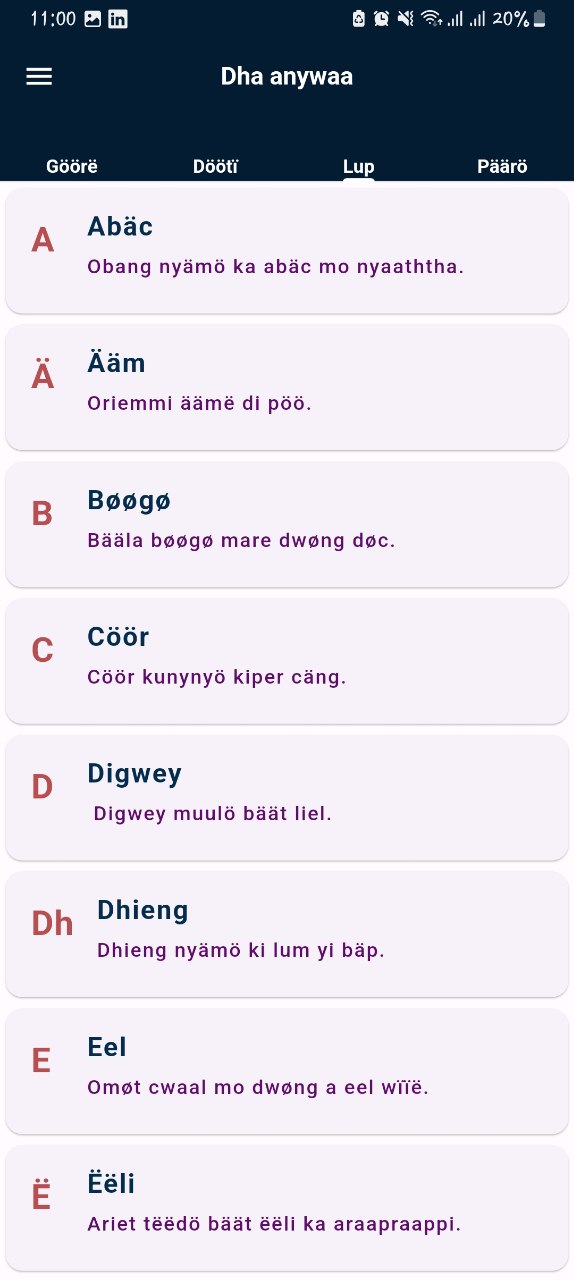 11:00
20%
Dha anywaa
Göörë Döötï Lup Päärö
A
Abäc
Obang nyämö ka abäc mo nyaaththa.
Ä
Ääm
Oriemmi äämë di pöö.
B
Bøøgø
Bääla bøøgø mare dwøng døc.
C
Cöör
Cöör kunynyö kiper cäng.
D
Digwey
Digwey muulö bäät liel.
Dh
Dhieng
Dhieng nyämö ki lum yi bäp.
E
Eel
Omøt cwaal mo dwøng a eel wïïë.
Ë
Ëëli
Ariet tëëdö bäät ëëli ka araapraappi.